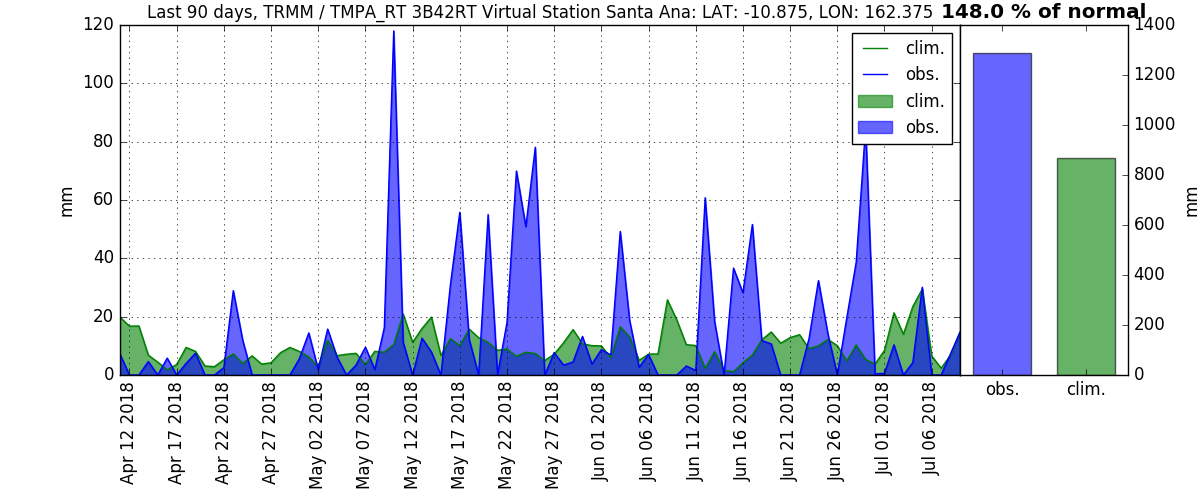 Last 90 days, TRMM / TMPA_RT 3B42RT Virtual Station Santa Ana: LAT: -10.875, LON: 162.375 148.0 % of normal
120
100
80
60
40
20
0
mm
clim.
obs.
clim.
obs.
1400
1200
1000
800
600
400
200
0
mm
Apr 12 2018
Apr 17 2018
Apr 22 2018
Apr 27 2018
May 02 2018
May 07 2018
May 12 2018
May 17 2018
May 22 2018
May 27 2018
Jun 01 2018
Jun 06 2018
Jun 11 2018
Jun 16 2018
Jun 21 2018
Jun 26 2018
Jul 01 2018
Jul 06 2018
obs.
clim.